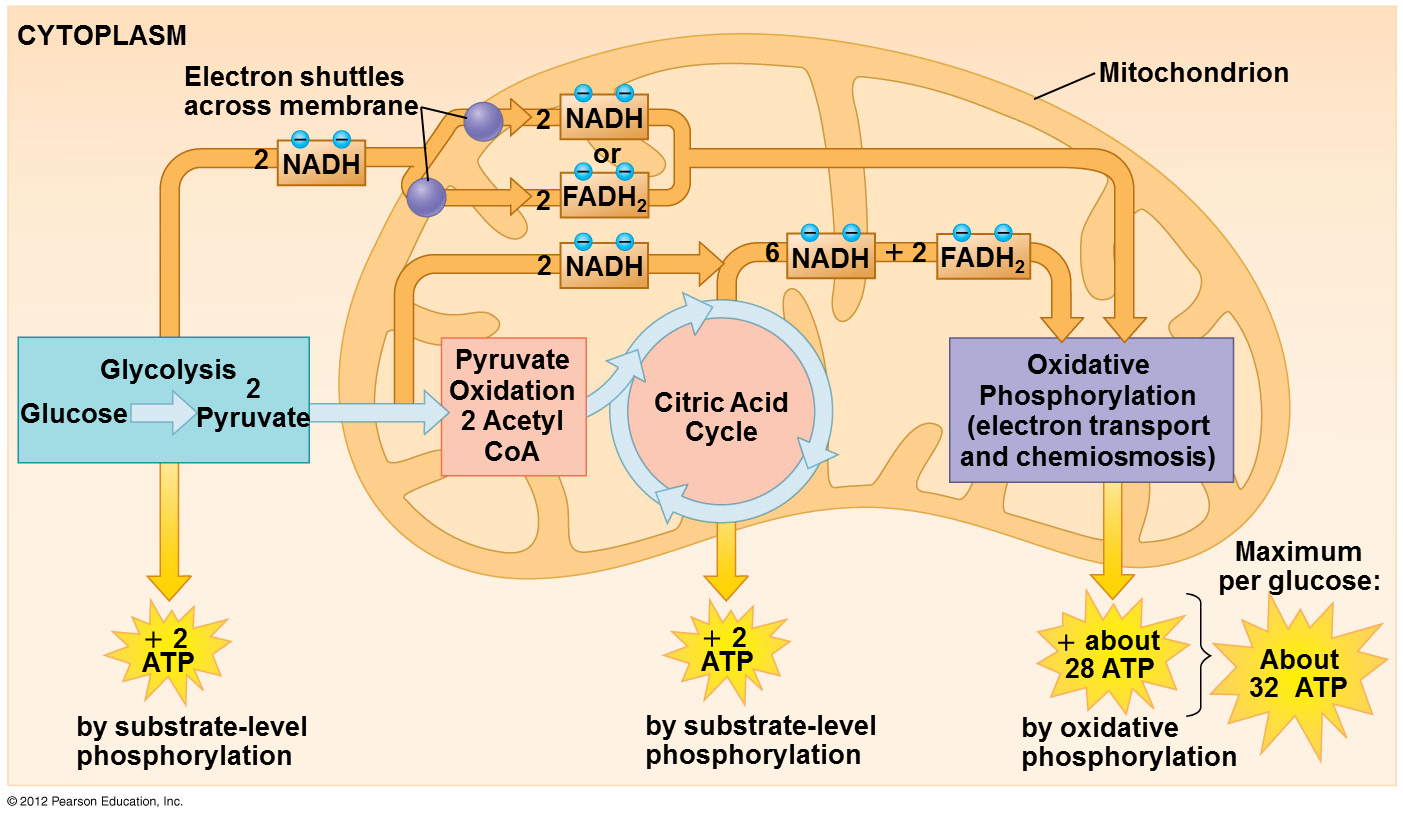 CYTOPLASM
Electron shuttles
across membrane
Mitochondrion
2 NADH
2 NADH
or
2 FADH₂
2 NADH
6 NADH + 2 FADH₂
Glycolysis
Glucose
2
Pyruvate
Pyruvate
Oxidation
2 Acetyl
CoA
Citric Acid
Cycle
Oxidative
Phosphorylation
(electron transport
and chemiosmosis)
+ 2
ATP
by substrate-level
phosphorylation
+ 2
ATP
by substrate-level
phosphorylation
+ about
28 ATP
by oxidative
phosphorylation
Maximum
per glucose:
About
32 ATP
© 2012 Pearson Education, Inc.